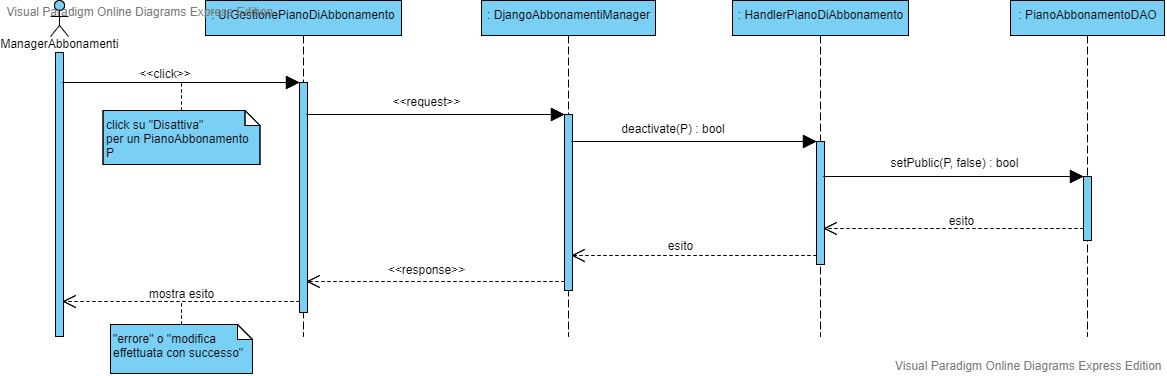 Visual Paradigm Online Diagrams Express Edition
: UIGestionePianoDiAbbonamento
: DjangoAbbonamentiManager
: HandlerPianoDiAbbonamento
: PianoAbbonamentoDAO
ManagerAbbonamenti
<<click>>
<<request>>
click su "Disattiva"
per un PianoAbbonamento
P
deactivate(P) : bool
setPublic(P, false) : bool
esito
esito
<<response>>
mostra esito
"errore" o "modifica
effettuata con successo"
Visual Paradigm Online Diagrams Express Edition